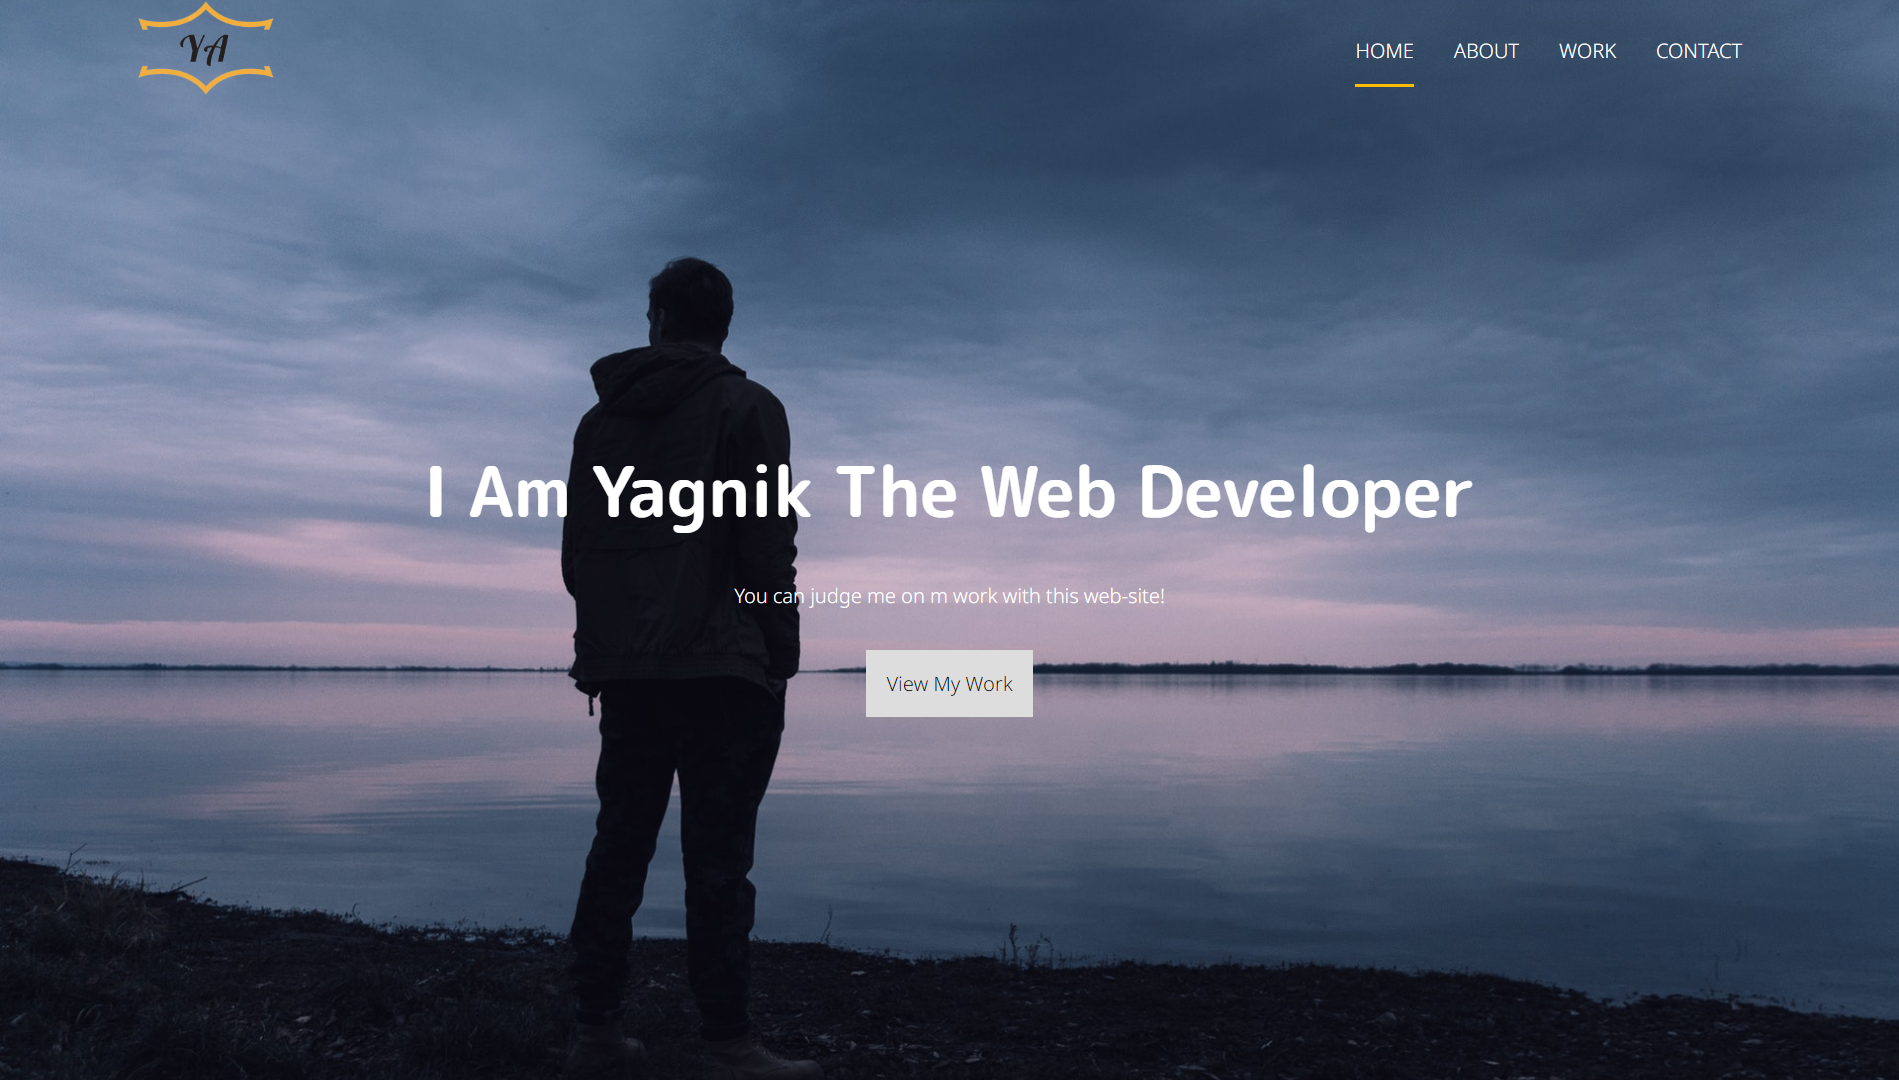 YA
HOME ABOUT WORK CONTACT
I Am Yagnik The Web Developer
You can judge me on m work with this web-site!
View My Work